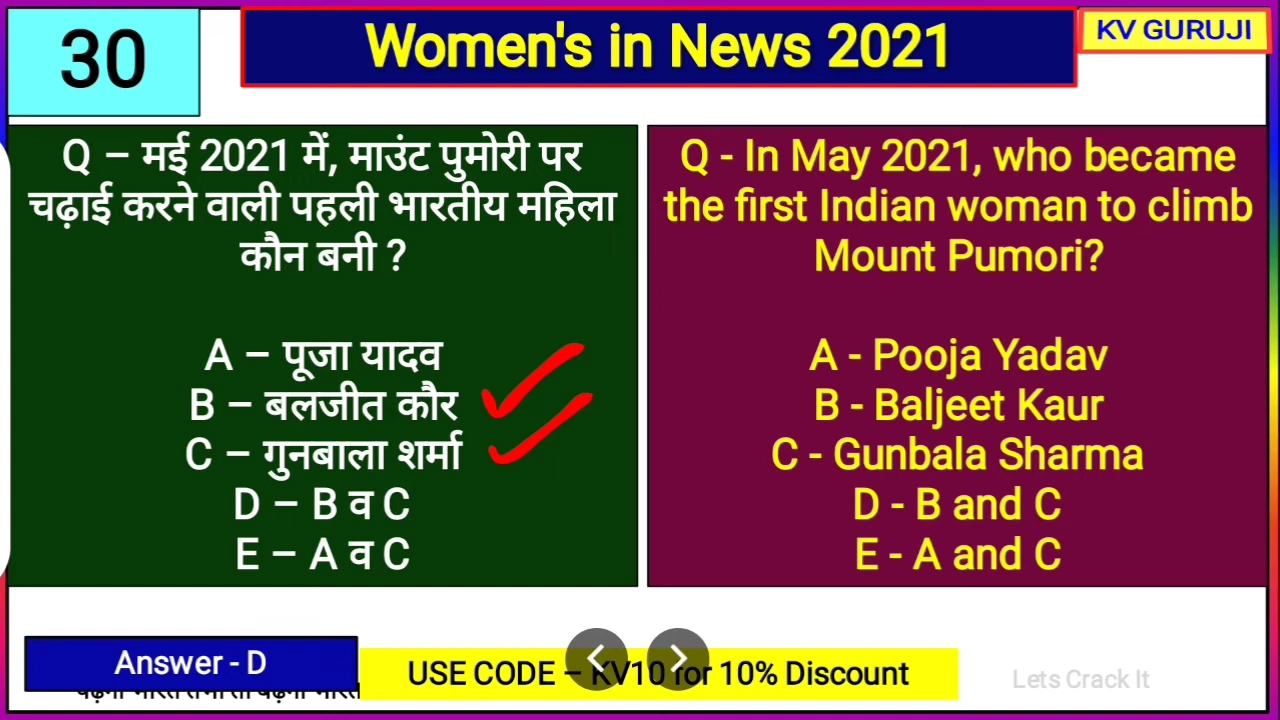 30
Women's in News 2021
KV GURUJI
Q – मई 2021 में, माउंट पुमोरी पर
चढ़ाई करने वाली पहली भारतीय महिला
कौन बनी ?
A – पूजा यादव
B – बलजीत कौर
C – गुनबाला शर्मा
D – B व C
E – A व C
Q - In May 2021, who became
the first Indian woman to climb
Mount Pumori?
A - Pooja Yadav
B - Baljeet Kaur
C - Gunbala Sharma
D - B and C
E - A and C
Answer - D
USE CODE – KV10 for 10% Discount
Lets Crack It